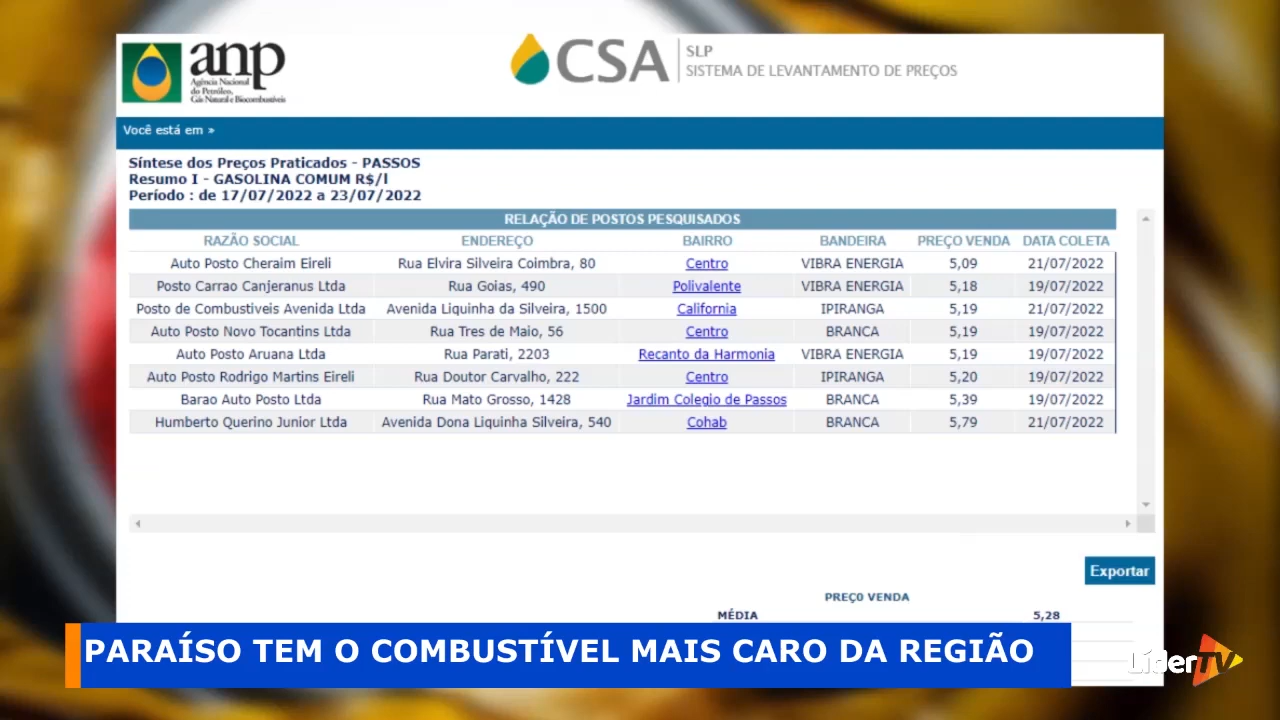 anp
Agência Nacional
do Petróleo,
Gás Natural e Biocombustíveis
CSA
SLP
SISTEMA DE LEVANTAMENTO DE PREÇOS
Você está em »
Síntese dos Preços Praticados - PASSOS
Resumo I - GASOLINA COMUM R$/l
Período : de 17/07/2022 a 23/07/2022
RELAÇÃO DE POSTOS PESQUISADOS
RAZÃO SOCIAL ENDEREÇO BAIRRO BANDEIRA PREÇO VENDA DATA COLETA
Auto Posto Cheraim Eireli Rua Elvira Silveira Coimbra, 80 Centro VIBRA ENERGIA 5,09 21/07/2022
Posto Carrao Canjeranus Ltda Rua Goias, 490 Polivalente VIBRA ENERGIA 5,18 19/07/2022
Posto de Combustiveis Avenida Ltda Avenida Liquinha da Silveira, 1500 California IPIRANGA 5,19 21/07/2022
Auto Posto Novo Tocantins Ltda Rua Tres de Maio, 56 Centro BRANCA 5,19 19/07/2022
Auto Posto Aruana Ltda Rua Parati, 2203 Recanto da Harmonia VIBRA ENERGIA 5,19 19/07/2022
Auto Posto Rodrigo Martins Eireli Rua Doutor Carvalho, 222 Centro IPIRANGA 5,20 19/07/2022
Barao Auto Posto Ltda Rua Mato Grosso, 1428 Jardim Colegio de Passos BRANCA 5,39 19/07/2022
Humberto Querino Junior Ltda Avenida Dona Liquinha Silveira, 540 Cohab BRANCA 5,79 21/07/2022
Exportar
PREÇO VENDA
MÉDIA 5,28
PARAÍSO TEM O COMBUSTÍVEL MAIS CARO DA REGIÃO
LíderTV